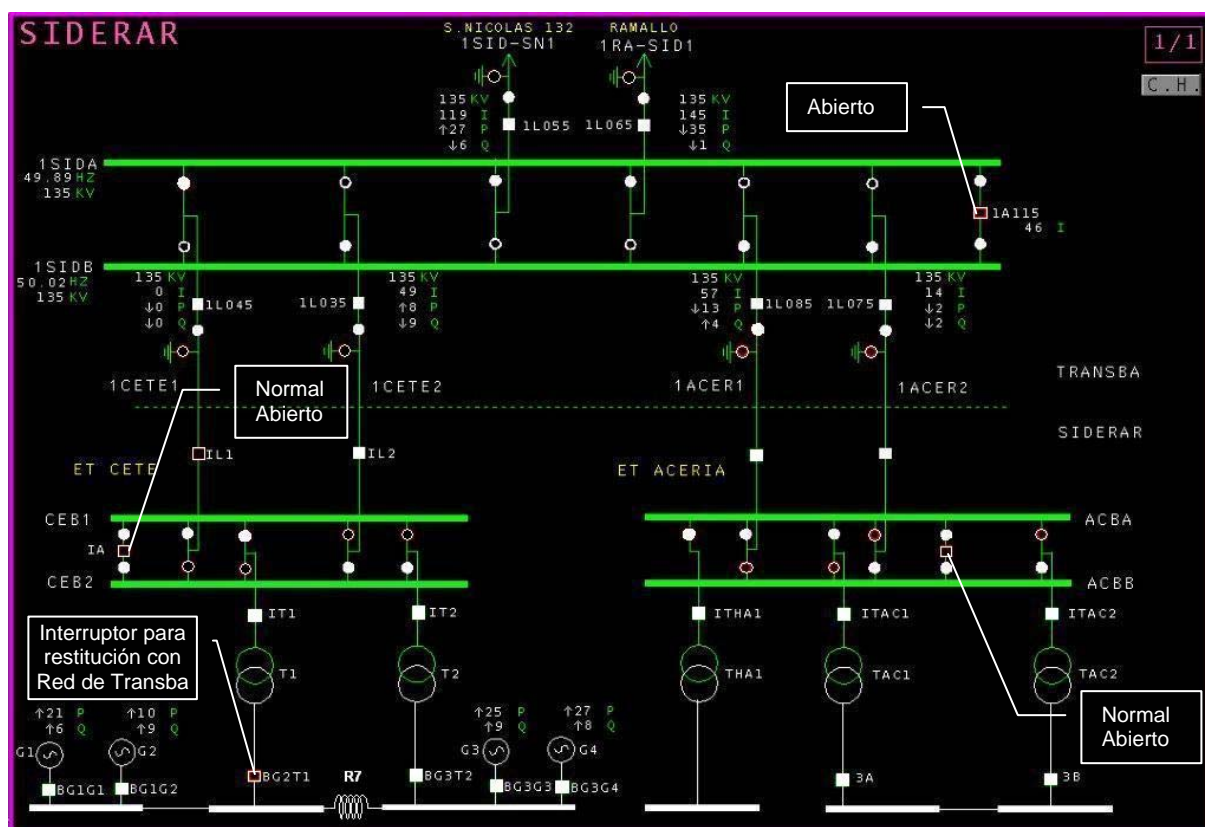 SIDERAR
S.NICOLAS 132
1SID-SN1
RAMALLO
1RA-SID1
1/1
C.H.
Abierto
135 KV
119 I
↑27 P
↓6 Q
1L055
1L065
135 KV
145 I
↓35 P
↓1 Q
1SIDA
49.89HZ
135 KV
1A115
46 I
1SIDB
50.02HZ
135 KV
135 KV
0 I
↓0 P
↓0 Q
1L045
1L035
135 KV
49 I
↑8 P
↓9 Q
135 KV
57 I
↓13 P
↑4 Q
1L085
1L075
135 KV
14 I
↓2 P
↓2 Q
1CETE1
Normal
Abierto
1CETE2
1ACER1
1ACER2
TRANSBA
SIDERAR
ET CETE
IL1
IL2
ET ACERIA
CEB1
IA
CEB2
ACBA
ACBB
IT1
IT2
ITHA1
ITAC1
ITAC2
Interruptor para
restitución con
Red de Transba
T1
T2
THA1
TAC1
TAC2
Normal
Abierto
↑21 P
↑6 Q
↑10 P
↑9 Q
↑25 P
↑9 Q
↑27 P
↑8 Q
G1
G2
G3
G4
BG1G1
BG1G2
BG2T1
R7
BG3T2
BG3G3
BG3G4
3A
3B